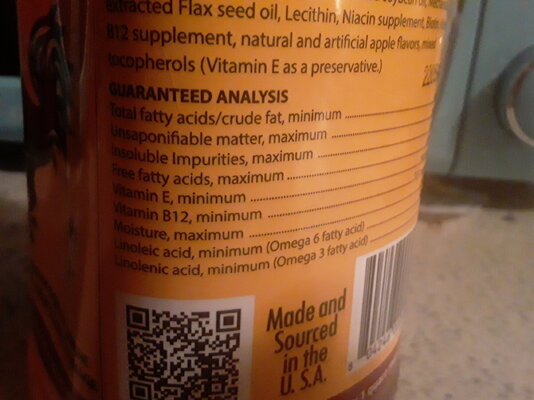 extracted Flax seed oil, Lecithin, Niacin supplement, Biotin,
B12 supplement, natural and artificial apple flavors, mixed
tocopherols (Vitamin E as a preservative.)
GUARANTEED ANALYSIS
Total fatty acids/crude fat, minimum
Unsaponifiable matter, maximum
Insoluble Impurities, maximum
Free fatty acids, maximum
Vitamin E, minimum
Vitamin B12, minimum
Moisture, maximum
Linoleic acid, minimum (Omega 6 fatty acid)
Linolenic acid, minimum (Omega 3 fatty acid)
Made and
Sourced
in the
U. S. A.